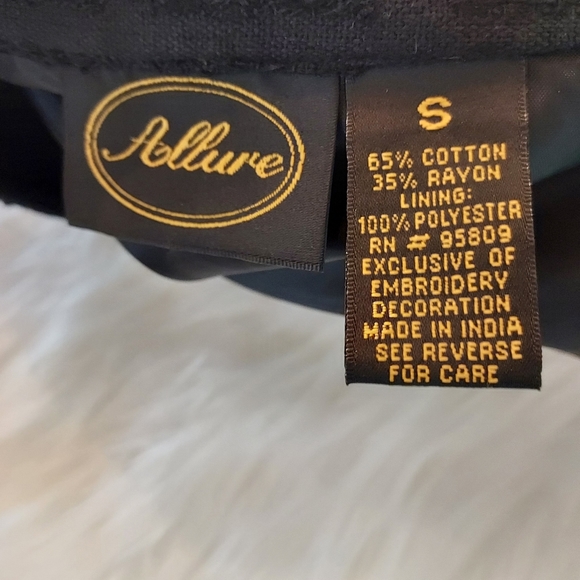 Allure
S
65% COTTON
35% RAYON
LINING:
100% POLYESTER
RN # 95809
EXCLUSIVE OF
EMBROIDERY
DECORATION
MADE IN INDIA
SEE REVERSE
FOR CARE